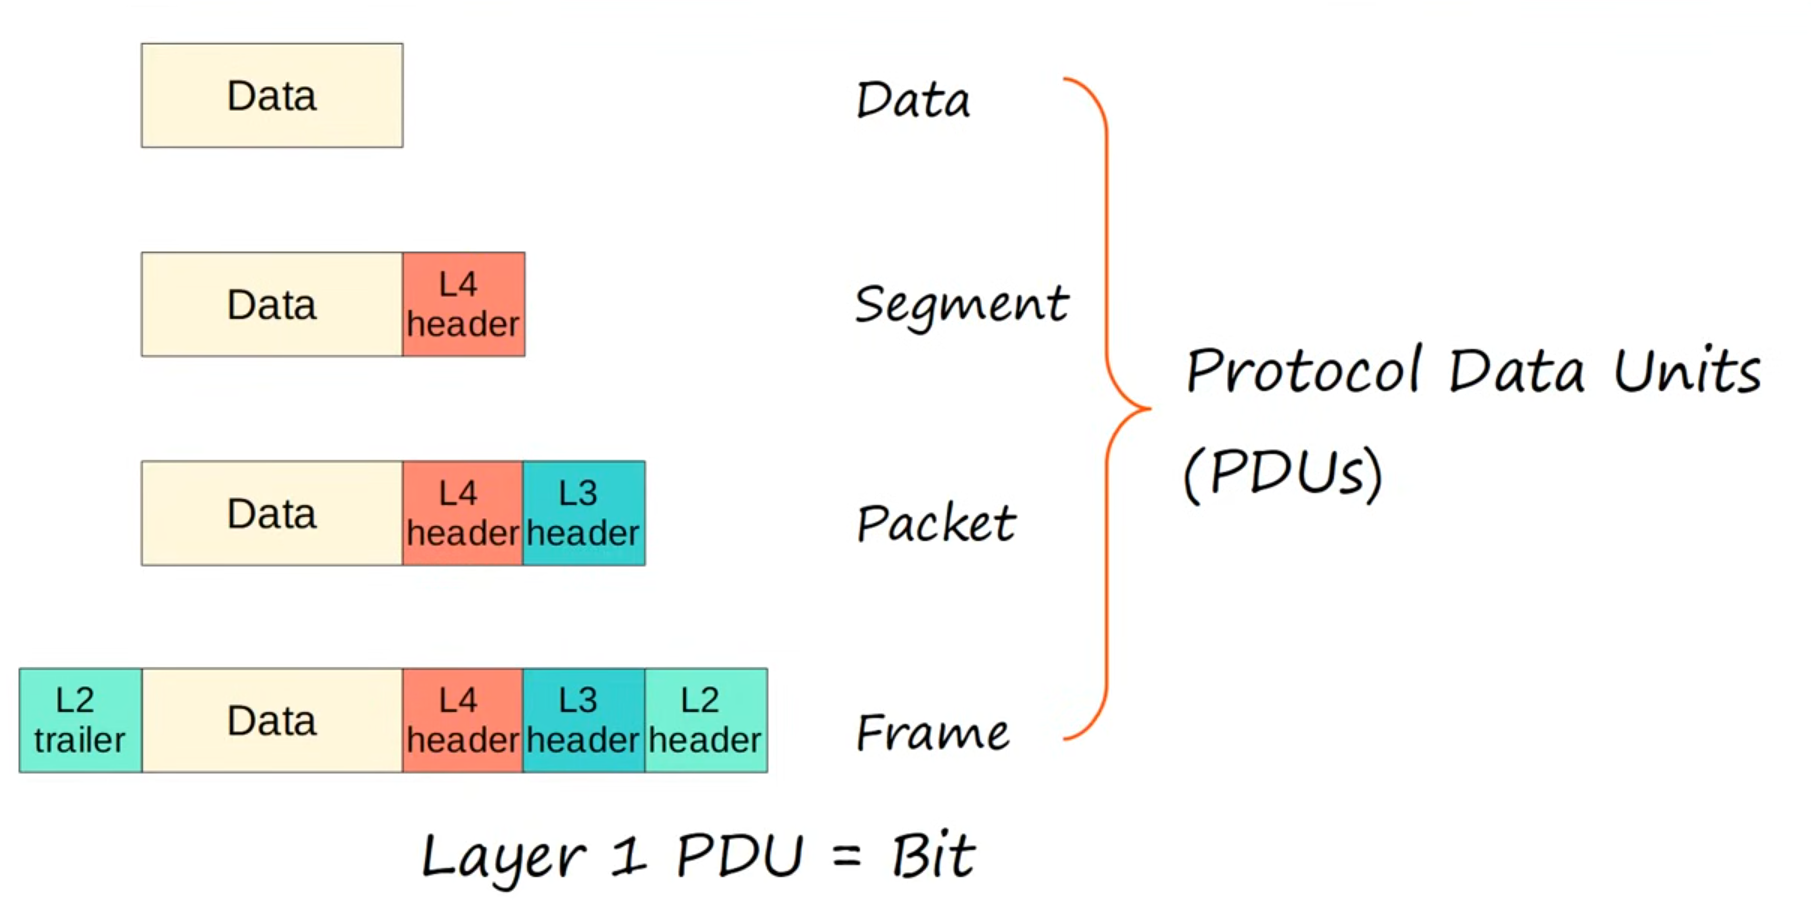 Data
Data
Data
L4
header
Segment
Protocol Data Units
(PDUs)
Data
L4
header
L3
header
Packet
L2
trailer
Data
L4
header
L3
header
L2
header
Frame
Layer 1 PDU = Bit